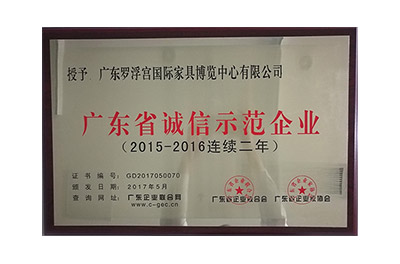 授予 广东罗浮宫国际家具博览中心有限公司
广东省诚信示范企业
（2015-2016连续二年）
证书编号：GD2017050070
颁发日期：2017年5月
查询网址：广东企业联合网
www.c-gec.cn
广东省企业联合会 广东省企业家协会